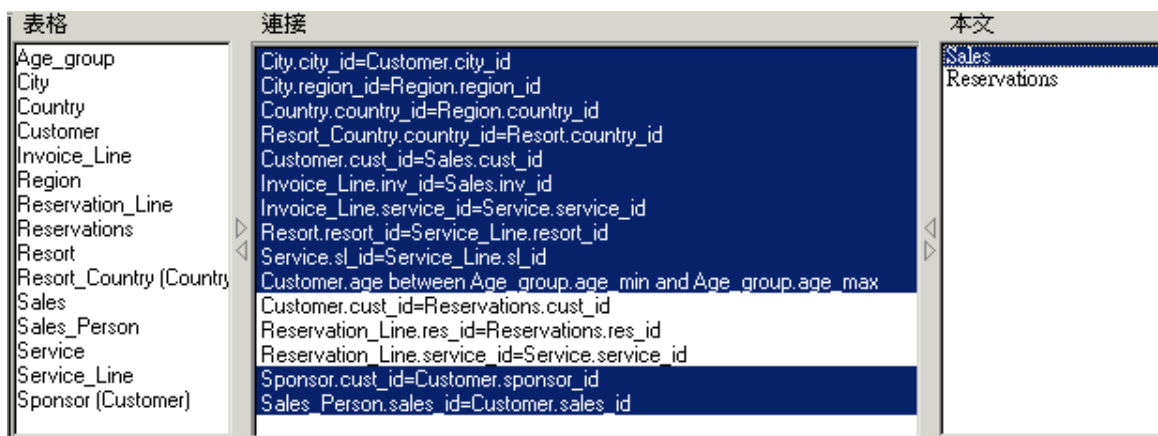 表格
Age_group
City
Country
Customer
Invoice_Line
Region
Reservation_Line
Reservations
Resort
Resort_Country (Country
Sales
Sales_Person
Service
Service_Line
Sponsor (Customer)
連接
City.city_id=Customer.city_id
City.region_id=Region.region_id
Country.country_id=Region.country_id
Resort_Country.country_id=Resort.country_id
Customer.cust_id=Sales.cust_id
Invoice_Line.inv_id=Sales.inv_id
Invoice_Line.service_id=Service.service_id
Resort.resort_id=Service_Line.resort_id
Service.sl_id=Service_Line.sl_id
Customer.age between Age_group.age_min and Age_group.age_max
Customer.cust_id=Reservations.cust_id
Reservation_Line.res_id=Reservations.res_id
Reservation_Line.service_id=Service.service_id
Sponsor.cust_id=Customer.sponsor_id
Sales_Person.sales_id=Customer.sales_id
本文
Sales
Reservations